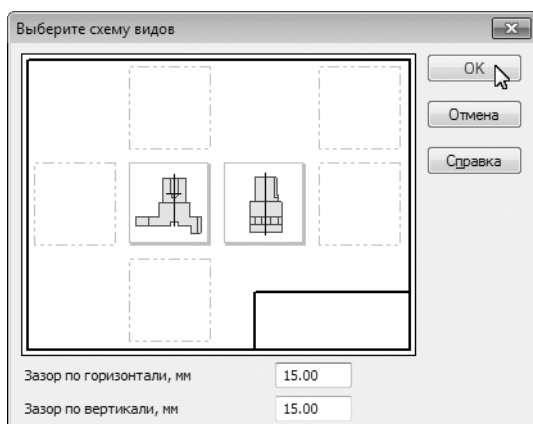 Выберите схему видов
OK
Отмена
Справка
Зазор по горизонтали, мм 15.00
Зазор по вертикали, мм 15.00